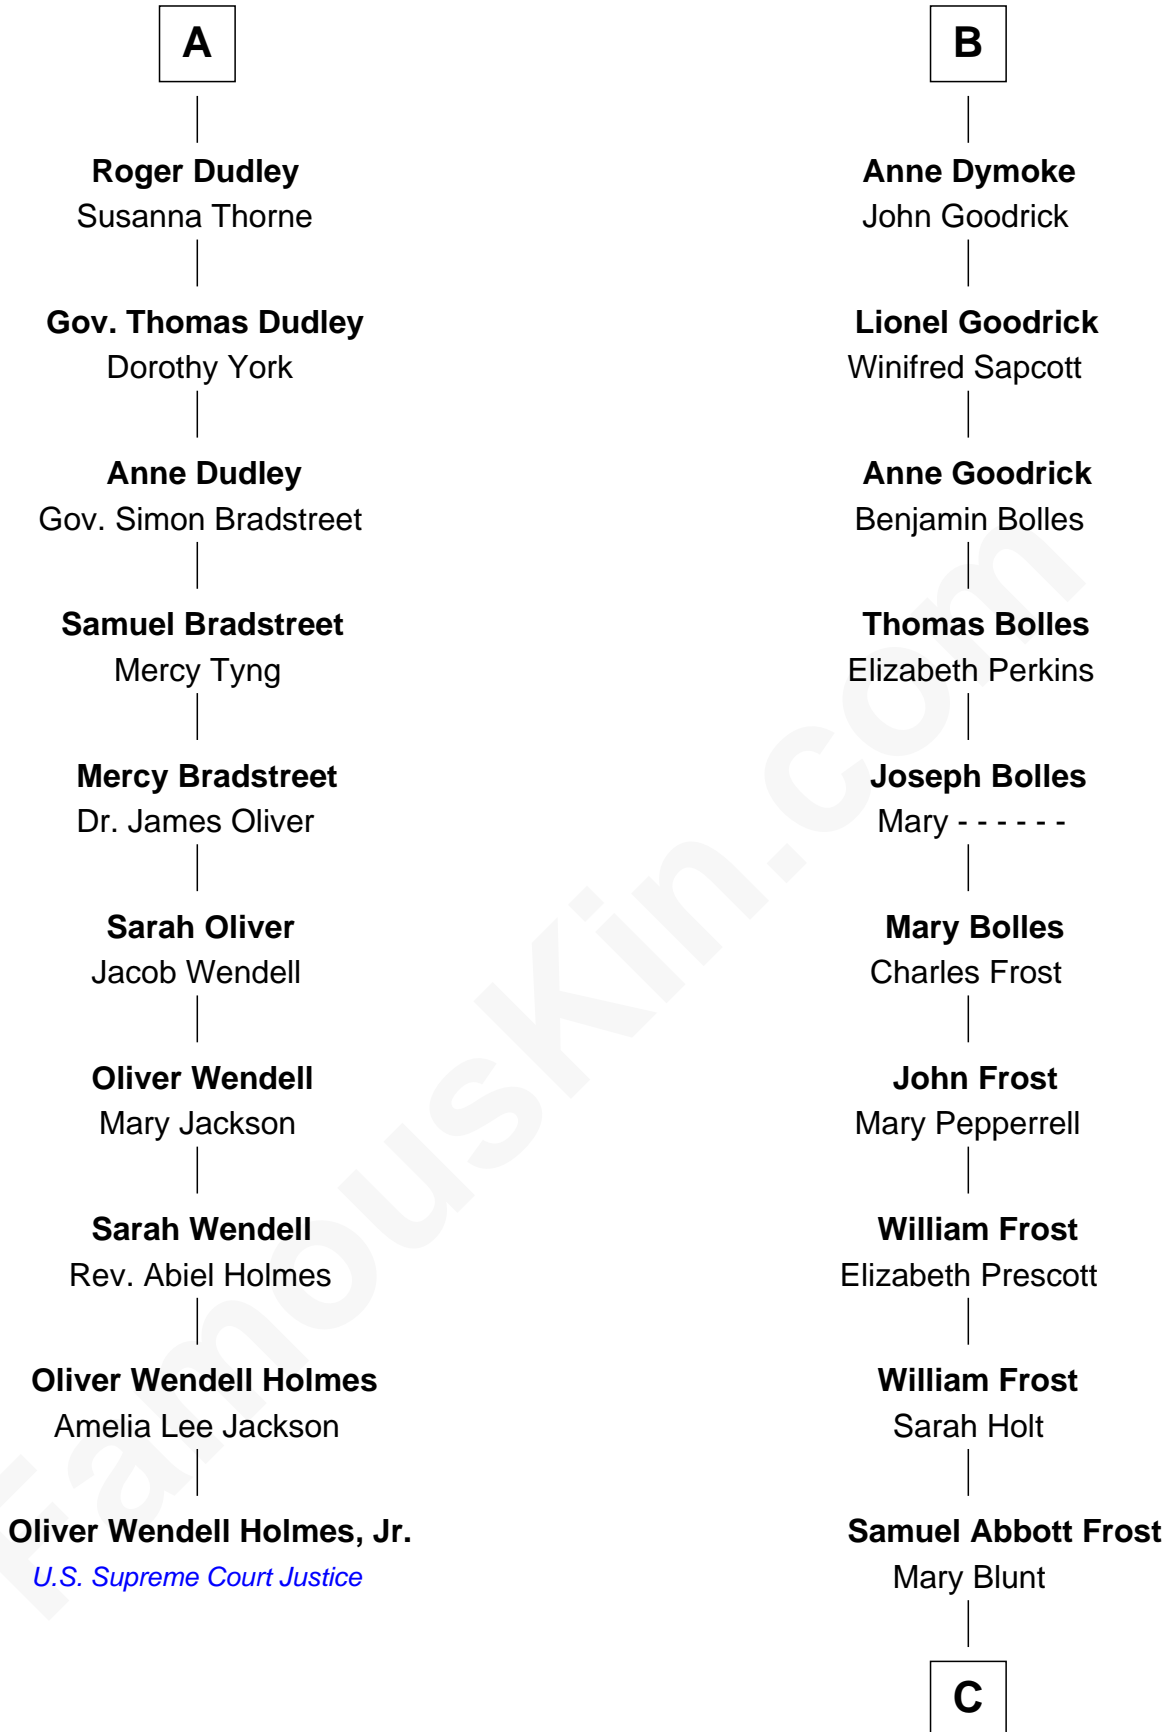 A
Roger Dudley
Susanna Thorne
Gov. Thomas Dudley
Dorothy York
Anne Dudley
Gov. Simon Bradstreet
Samuel Bradstreet
Mercy Tyng
Mercy Bradstreet
Dr. James Oliver
Sarah Oliver
Jacob Wendell
Oliver Wendell
Mary Jackson
Sarah Wendell
Rev. Abiel Holmes
Oliver Wendell Holmes
Amelia Lee Jackson
Oliver Wendell Holmes, Jr.
U.S. Supreme Court Justice
B
Anne Dymoke
John Goodrick
Lionel Goodrick
Winifred Sapcott
Anne Goodrick
Benjamin Bolles
Thomas Bolles
Elizabeth Perkins
Joseph Bolles
Mary - - - - - -
Mary Bolles
Charles Frost
John Frost
Mary Pepperrell
William Frost
Elizabeth Prescott
William Frost
Sarah Holt
Samuel Abbott Frost
Mary Blunt
C
FamousKin.com